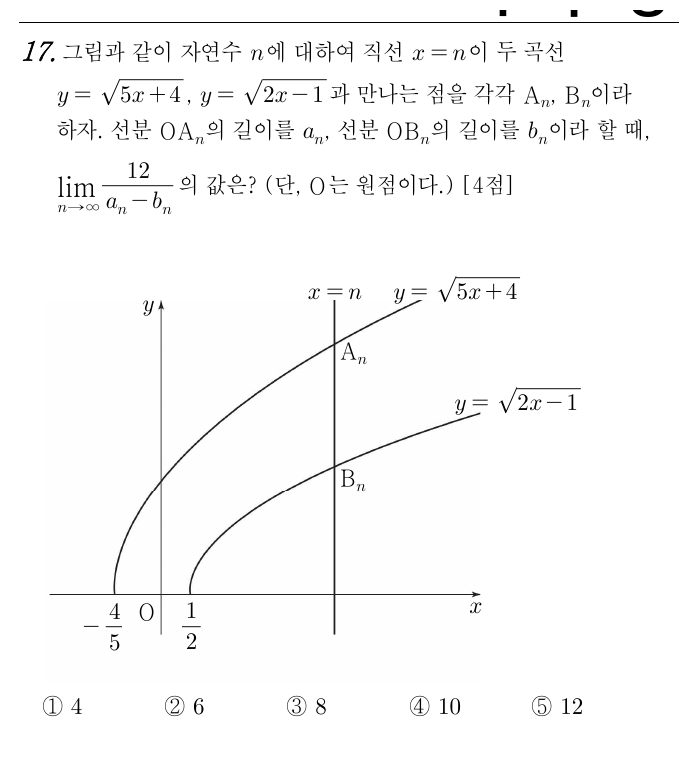 17. 그림과 같이 자연수 n에 대하여 직선 x=n이 두 곡선
y=√(5x+4), y=√(2x-1)과 만나는 점을 각각 Aₙ, Bₙ이라
하자. 선분 OAₙ의 길이를 aₙ, 선분 OBₙ의 길이를 bₙ이라 할 때,
lim_{n→∞} 12/(aₙ-bₙ) 의 값은? (단, O는 원점이다.) [4점]
x=n y=√(5x+4)
y
Aₙ
y=√(2x-1)
Bₙ
-4/5 O 1/2 x
① 4 ② 6 ③ 8 ④ 10 ⑤ 12